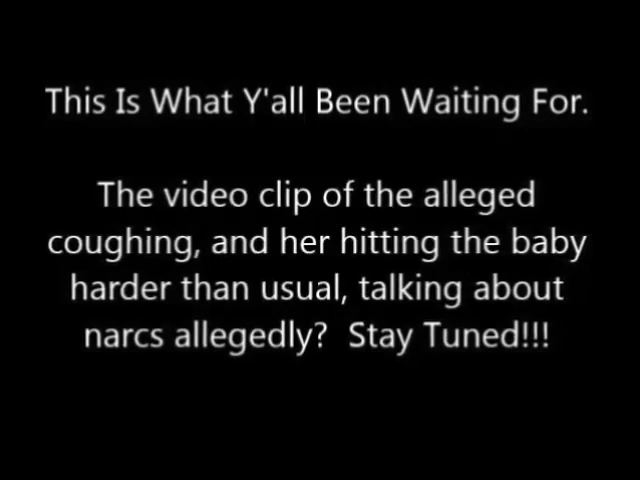 This Is What Y'all Been Waiting For.
The video clip of the alleged
coughing, and her hitting the baby
harder than usual, talking about
narcs allegedly?  Stay Tuned!!!